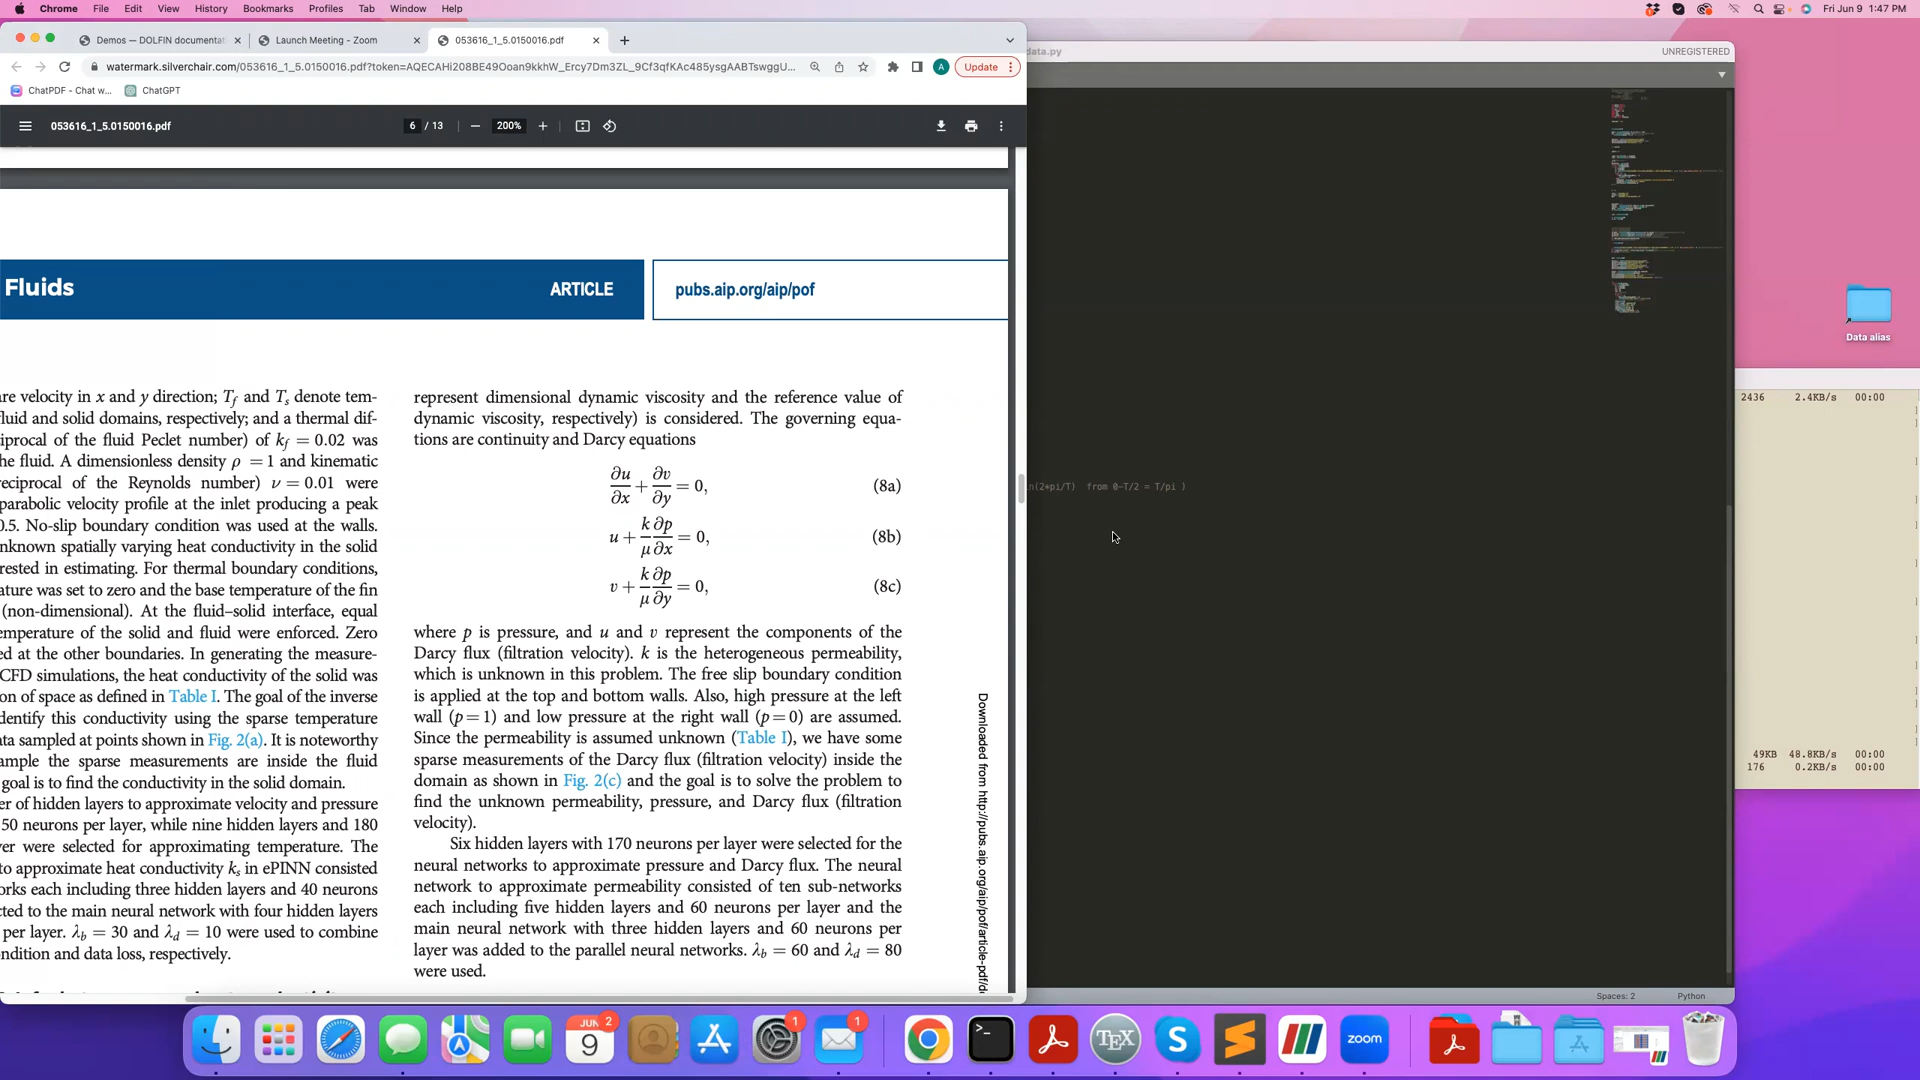 Chrome File Edit View History Bookmarks Profiles Tab Window Help
Fri Jun 9 1:47 PM
Demos — DOLFIN documentat
Launch Meeting - Zoom
053616_1_5.0150016.pdf
watermark.silverchair.com/053616_1_5.0150016.pdf?token=AQECAHi208BE49Ooan9kkhW_Ercy7Dm3ZL_9Cf3qfKAc485ysgAABTswggU...
A
Update
ChatPDF - Chat w...
ChatGPT
053616_1_5.0150016.pdf
6 / 13
200%
Fluids
ARTICLE
pubs.aip.org/aip/pof
are velocity in x and y direction; Tf and Ts denote tem-
fluid and solid domains, respectively; and a thermal dif-
ciprocal of the fluid Peclet number) of kf = 0.02 was
he fluid. A dimensionless density ρ = 1 and kinematic
reciprocal of the Reynolds number) ν = 0.01 were
parabolic velocity profile at the inlet producing a peak
0.5. No-slip boundary condition was used at the walls.
nknown spatially varying heat conductivity in the solid
rested in estimating. For thermal boundary conditions,
ature was set to zero and the base temperature of the fin
(non-dimensional). At the fluid–solid interface, equal
emperature of the solid and fluid were enforced. Zero
ed at the other boundaries. In generating the measure-
CFD simulations, the heat conductivity of the solid was
on of space as defined in Table I. The goal of the inverse
dentify this conductivity using the sparse temperature
ata sampled at points shown in Fig. 2(a). It is noteworthy
ample the sparse measurements are inside the fluid
goal is to find the conductivity in the solid domain.
er of hidden layers to approximate velocity and pressure
50 neurons per layer, while nine hidden layers and 180
yer were selected for approximating temperature. The
to approximate heat conductivity ks in ePINN consisted
orks each including three hidden layers and 40 neurons
cted to the main neural network with four hidden layers
per layer. λb = 30 and λd = 10 were used to combine
ndition and data loss, respectively.
represent dimensional dynamic viscosity and the reference value of
dynamic viscosity, respectively) is considered. The governing equa-
tions are continuity and Darcy equations
∂u/∂x + ∂v/∂y = 0, (8a)
u + k/μ ∂p/∂x = 0, (8b)
v + k/μ ∂p/∂y = 0, (8c)
where p is pressure, and u and v represent the components of the
Darcy flux (filtration velocity). k is the heterogeneous permeability,
which is unknown in this problem. The free slip boundary condition
is applied at the top and bottom walls. Also, high pressure at the left
wall (p = 1) and low pressure at the right wall (p = 0) are assumed.
Since the permeability is assumed unknown (Table I), we have some
sparse measurements of the Darcy flux (filtration velocity) inside the
domain as shown in Fig. 2(c) and the goal is to solve the problem to
find the unknown permeability, pressure, and Darcy flux (filtration
velocity).
Six hidden layers with 170 neurons per layer were selected for the
neural networks to approximate pressure and Darcy flux. The neural
network to approximate permeability consisted of ten sub-networks
each including five hidden layers and 60 neurons per layer and the
main neural network with three hidden layers and 60 neurons per
layer was added to the parallel neural networks. λb = 60 and λd = 80
were used.
Downloaded from http://pubs.aip.org/aip/pof/article-pdf/d
data.py
UNREGISTERED
n(2*pi/T) from 0~T/2 = T/pi )
Spaces: 2
Python
Data alias
2436 2.4KB/s 00:00
49KB 48.8KB/s 00:00
176 0.2KB/s 00:00
JUN
9
2
1
1
TEX
zoom